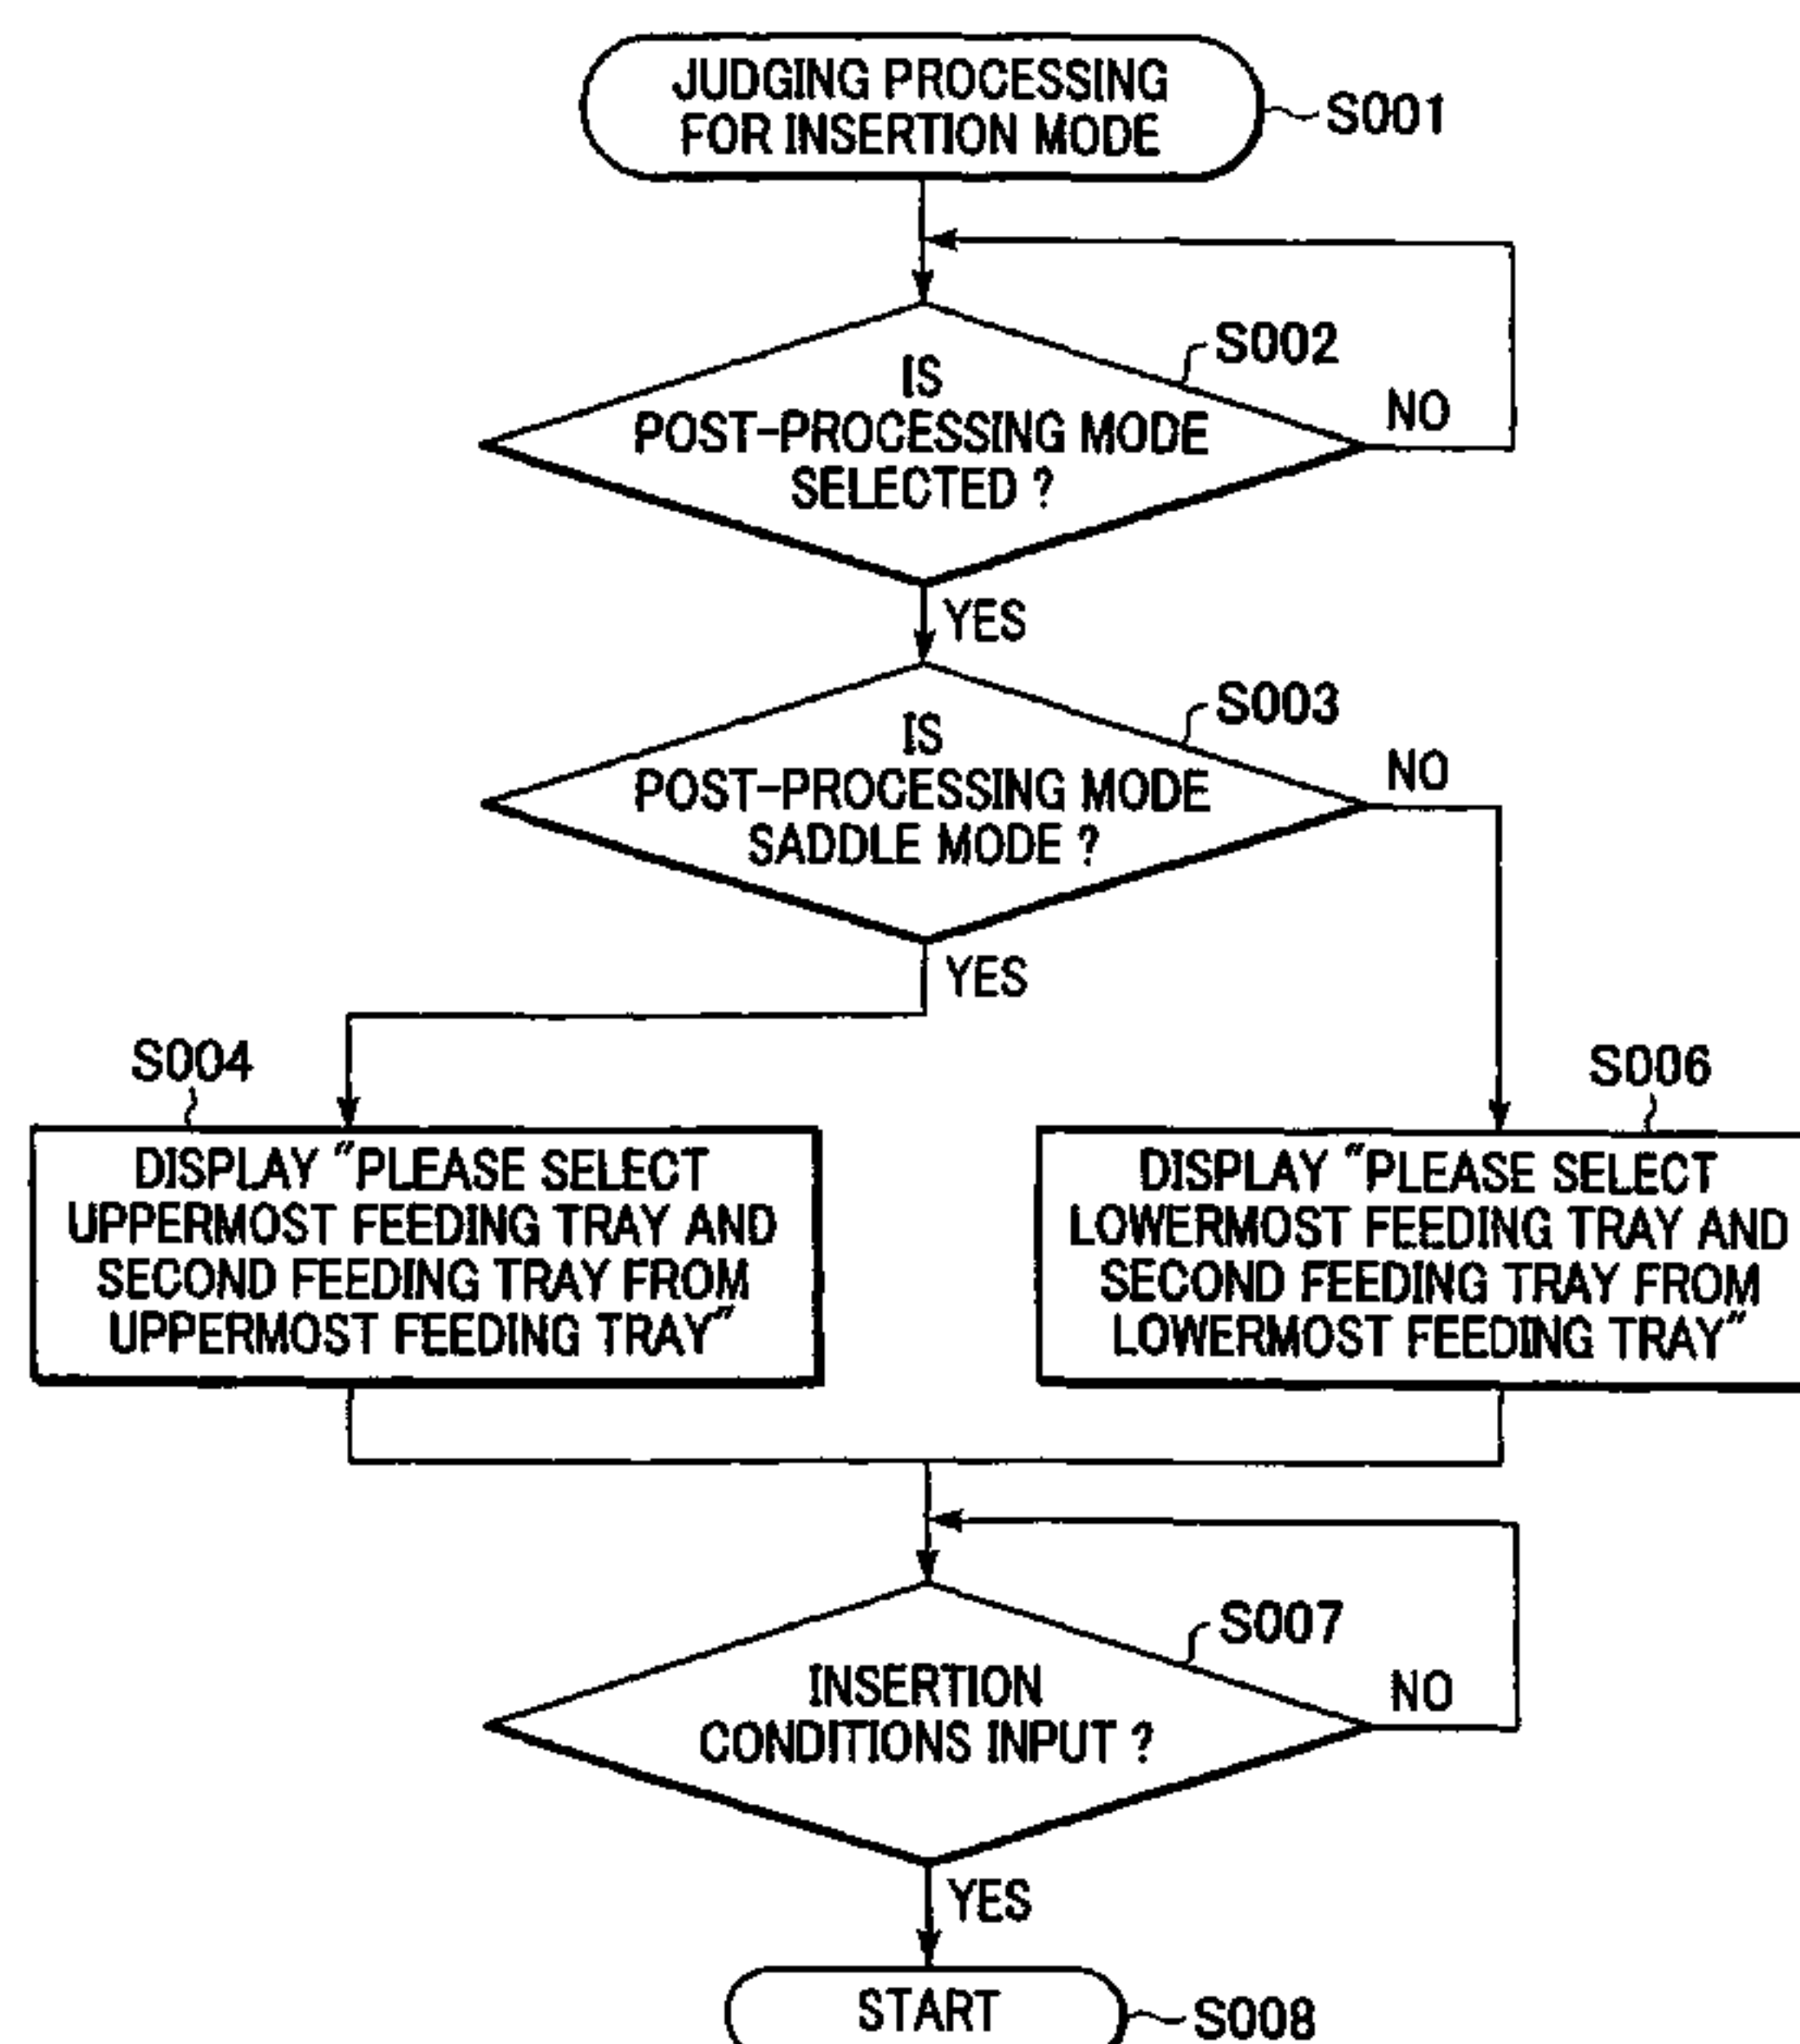 JUDGING PROCESSING
FOR INSERTION MODE
S001
S002
IS
POST-PROCESSING MODE
SELECTED ?
NO
YES
S003
IS
POST-PROCESSING MODE
SADDLE MODE ?
NO
YES
S004
DISPLAY "PLEASE SELECT
UPPERMOST FEEDING TRAY AND
SECOND FEEDING TRAY FROM
UPPERMOST FEEDING TRAY"
S006
DISPLAY "PLEASE SELECT
LOWERMOST FEEDING TRAY AND
SECOND FEEDING TRAY FROM
LOWERMOST FEEDING TRAY"
S007
INSERTION
CONDITIONS INPUT ?
NO
YES
START
S008